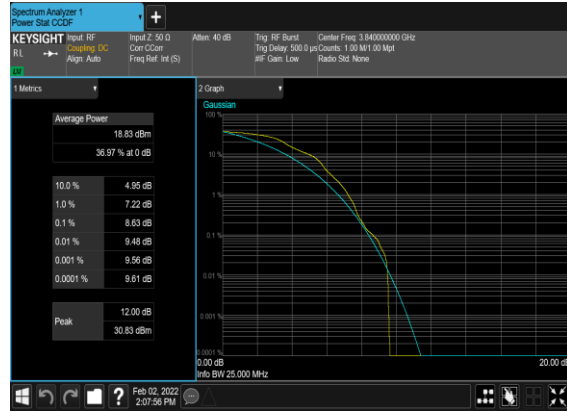 Spectrum Analyzer 1
Power Stat CCDF
KEYSIGHT Input: RF Input Z: 50 Ω Atten: 40 dB Trig: RF Burst Center Freq: 3.840000000 GHz
RL Coupling: DC Corr CCorr Trig Delay: 500.0 µs Counts: 1.00 M/1.00 Mpt
Align: Auto Freq Ref: Int (S) #IF Gain: Low Radio Std: None
1 Metrics
Average Power
18.83 dBm
36.97 % at 0 dB
10.0 % 4.95 dB
1.0 % 7.22 dB
0.1 % 8.63 dB
0.01 % 9.48 dB
0.001 % 9.56 dB
0.0001 % 9.61 dB
Peak 12.00 dB
30.83 dBm
2 Graph
Gaussian
100 %
10 %
1 %
0.1 %
0.01 %
0.001 %
0.0001 %
0.00 dB 20.00 dB
Info BW 25.000 MHz
? Feb 02, 2022
2:07:56 PM